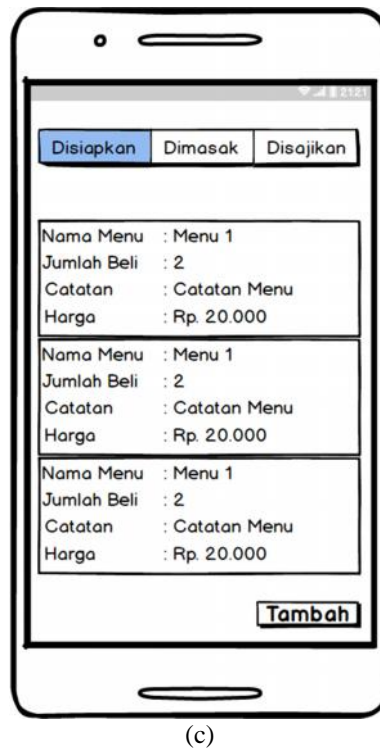 2121
Disiapkan Dimasak Disajikan
Nama Menu : Menu 1
Jumlah Beli : 2
Catatan : Catatan Menu
Harga : Rp. 20.000
Nama Menu : Menu 1
Jumlah Beli : 2
Catatan : Catatan Menu
Harga : Rp. 20.000
Nama Menu : Menu 1
Jumlah Beli : 2
Catatan : Catatan Menu
Harga : Rp. 20.000
Tambah
(c)